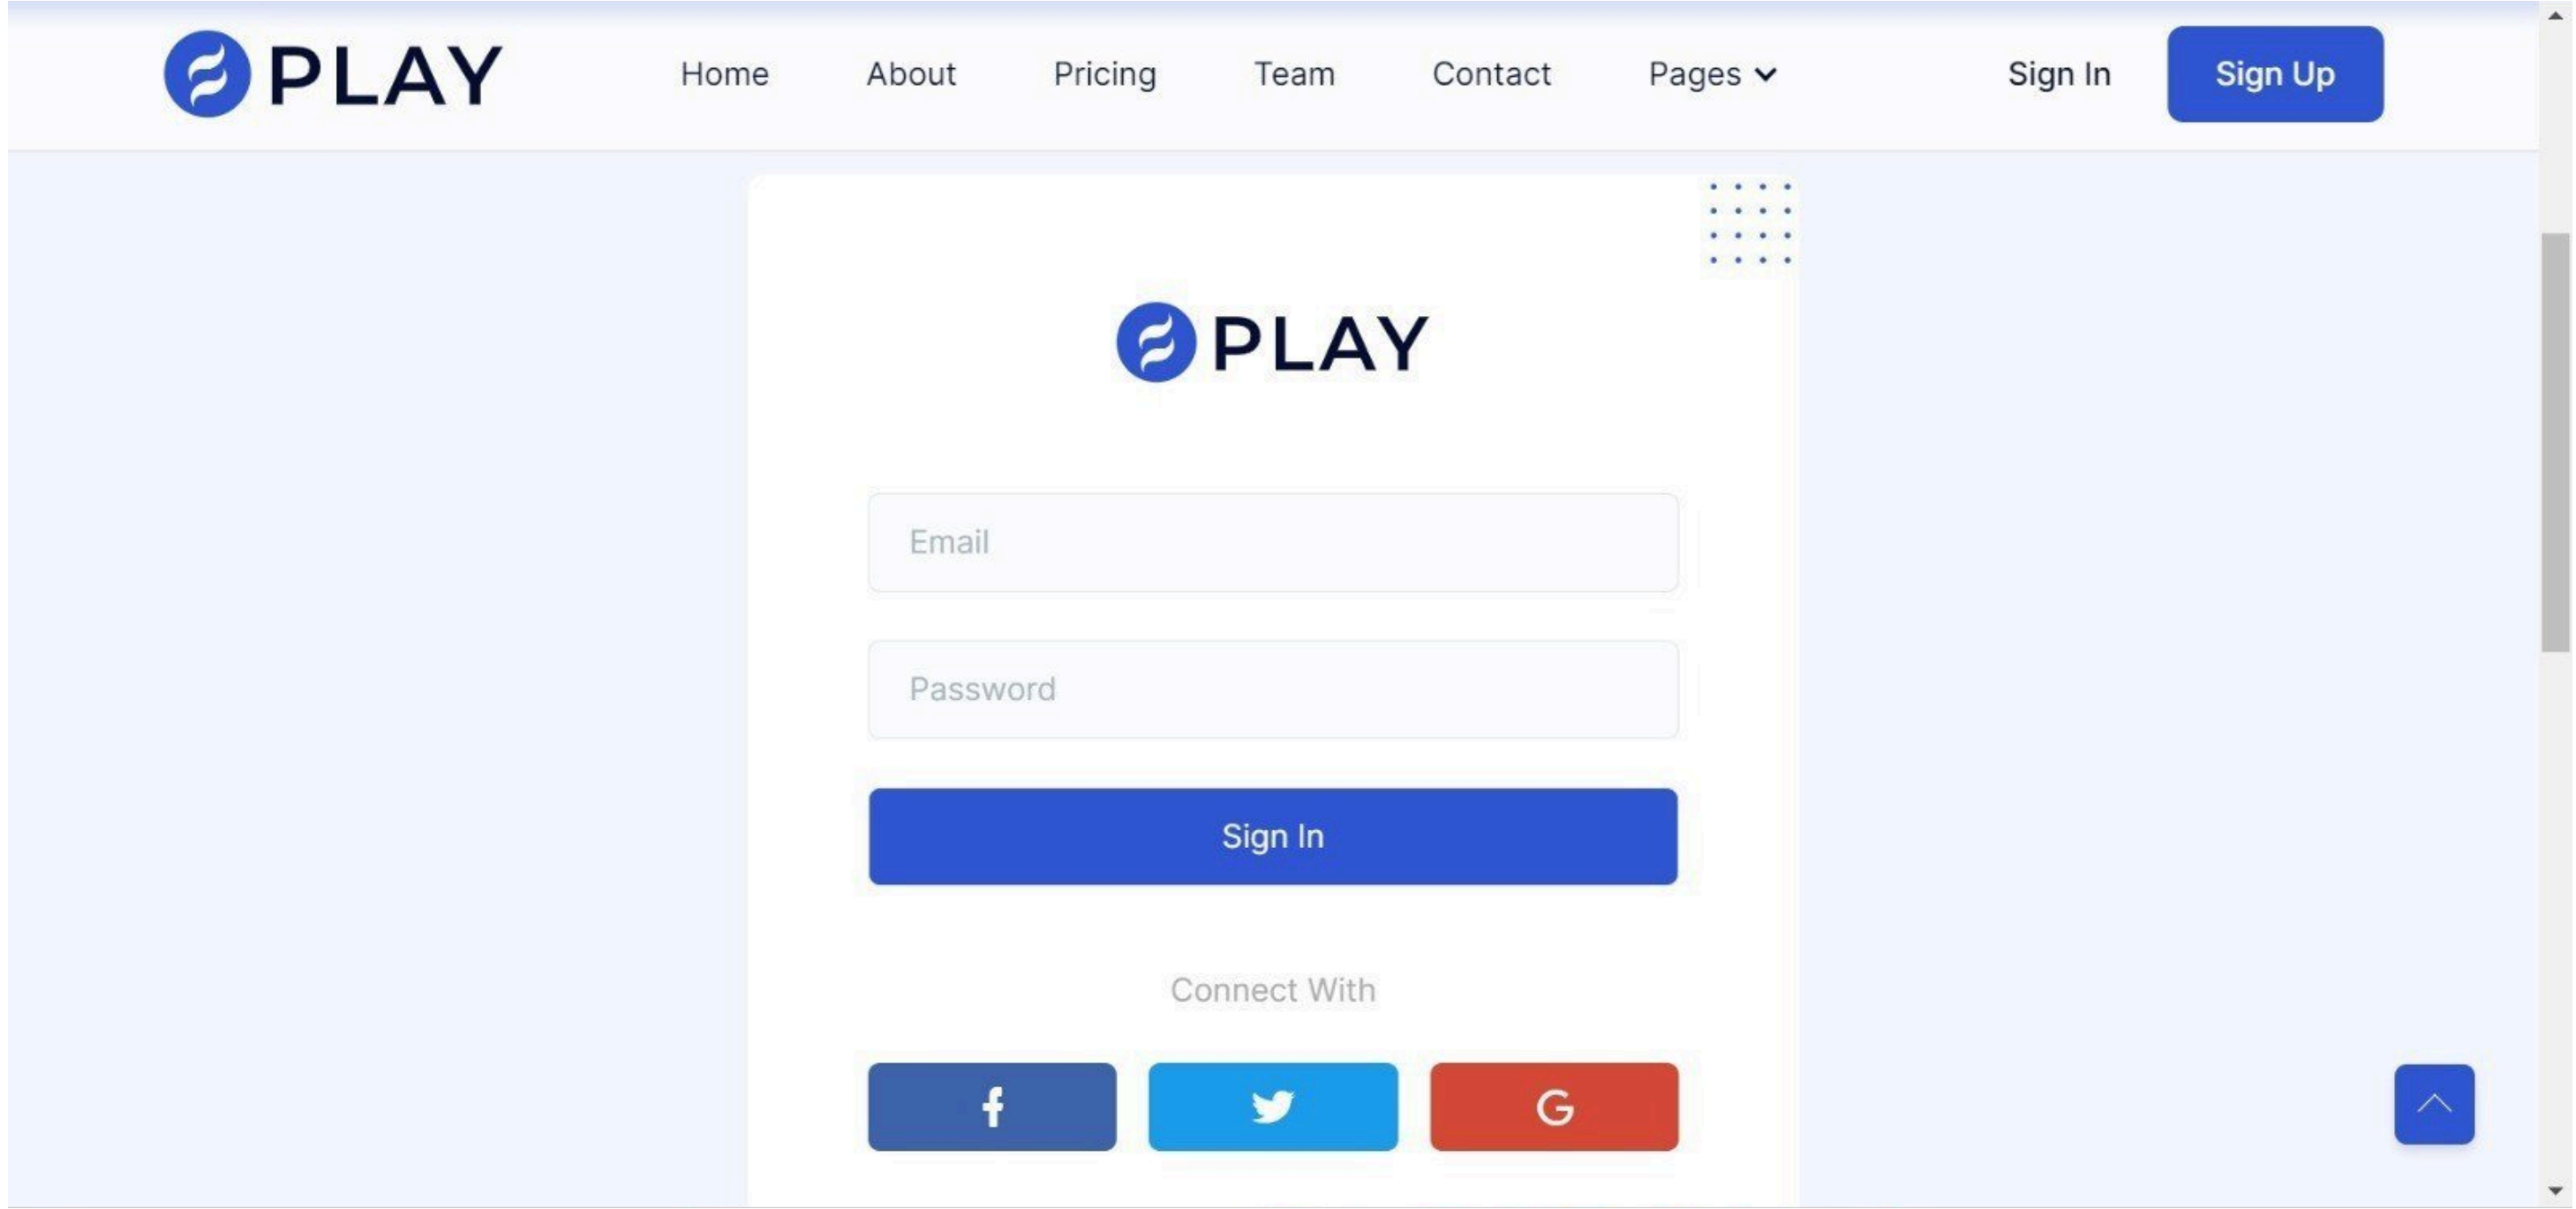 PLAY Home About Pricing Team Contact Pages Sign In Sign Up
PLAY
Email
Password
Sign In
Connect With
f G